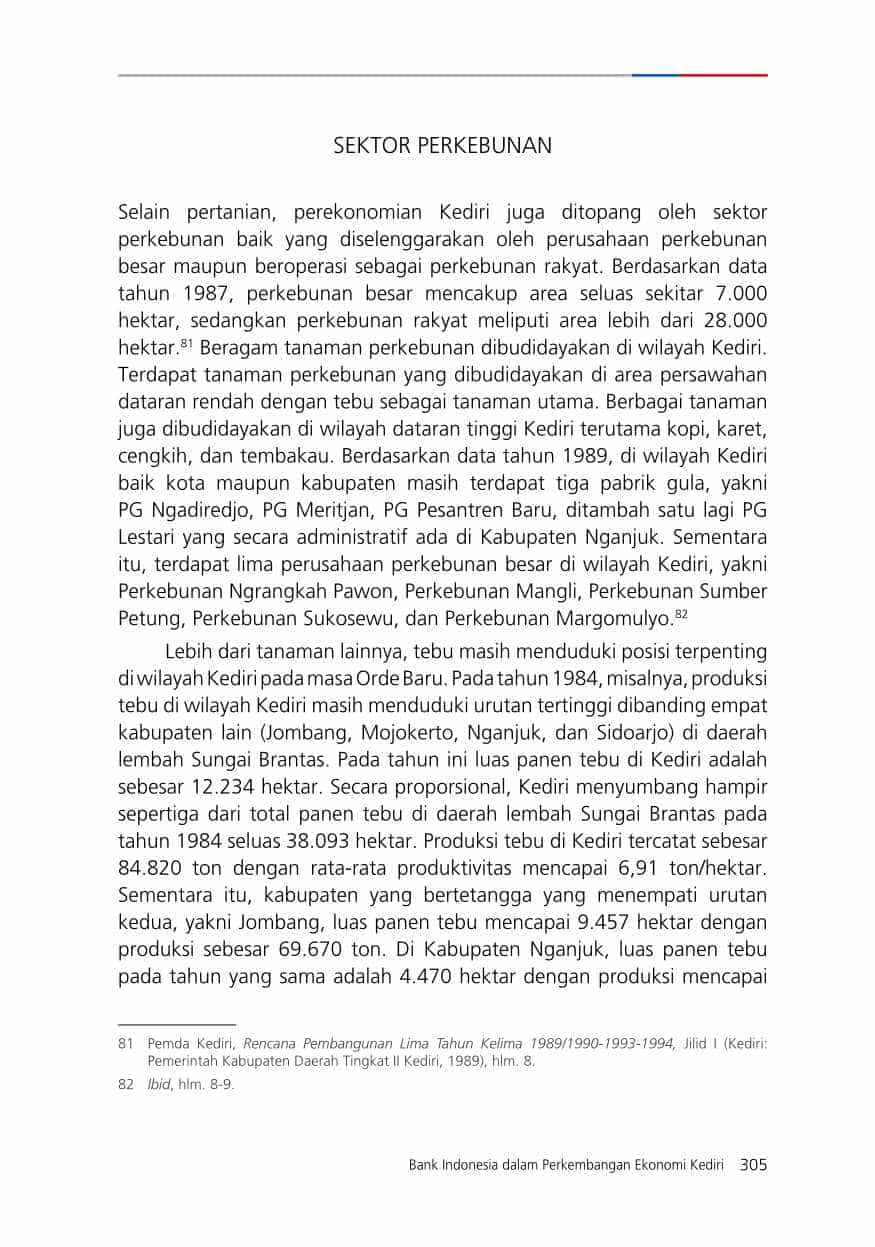 SEKTOR PERKEBUNAN
Selain pertanian, perekonomian Kediri juga ditopang oleh sektor
perkebunan baik yang diselenggarakan oleh perusahaan perkebunan
besar maupun beroperasi sebagai perkebunan rakyat. Berdasarkan data
tahun 1987, perkebunan besar mencakup area seluas sekitar 7.000
hektar, sedangkan perkebunan rakyat meliputi area lebih dari 28.000
hektar.81 Beragam tanaman perkebunan dibudidayakan di wilayah Kediri.
Terdapat tanaman perkebunan yang dibudidayakan di area persawahan
dataran rendah dengan tebu sebagai tanaman utama. Berbagai tanaman
juga dibudidayakan di wilayah dataran tinggi Kediri terutama kopi, karet,
cengkih, dan tembakau. Berdasarkan data tahun 1989, di wilayah Kediri
baik kota maupun kabupaten masih terdapat tiga pabrik gula, yakni
PG Ngadiredjo, PG Meritjan, PG Pesantren Baru, ditambah satu lagi PG
Lestari yang secara administratif ada di Kabupaten Nganjuk. Sementara
itu, terdapat lima perusahaan perkebunan besar di wilayah Kediri, yakni
Perkebunan Ngrangkah Pawon, Perkebunan Mangli, Perkebunan Sumber
Petung, Perkebunan Sukosewu, dan Perkebunan Margomulyo.82
Lebih dari tanaman lainnya, tebu masih menduduki posisi terpenting
di wilayah Kediri pada masa Orde Baru. Pada tahun 1984, misalnya, produksi
tebu di wilayah Kediri masih menduduki urutan tertinggi dibanding empat
kabupaten lain (Jombang, Mojokerto, Nganjuk, dan Sidoarjo) di daerah
lembah Sungai Brantas. Pada tahun ini luas panen tebu di Kediri adalah
sebesar 12.234 hektar. Secara proporsional, Kediri menyumbang hampir
sepertiga dari total panen tebu di daerah lembah Sungai Brantas pada
tahun 1984 seluas 38.093 hektar. Produksi tebu di Kediri tercatat sebesar
84.820 ton dengan rata-rata produktivitas mencapai 6,91 ton/hektar.
Sementara itu, kabupaten yang bertetangga yang menempati urutan
kedua, yakni Jombang, luas panen tebu mencapai 9.457 hektar dengan
produksi sebesar 69.670 ton. Di Kabupaten Nganjuk, luas panen tebu
pada tahun yang sama adalah 4.470 hektar dengan produksi mencapai
81 Pemda Kediri, Rencana Pembangunan Lima Tahun Kelima 1989/1990-1993-1994, Jilid I (Kediri:
Pemerintah Kabupaten Daerah Tingkat II Kediri, 1989), hlm. 8.
82 Ibid, hlm. 8-9.
Bank Indonesia dalam Perkembangan Ekonomi Kediri 305